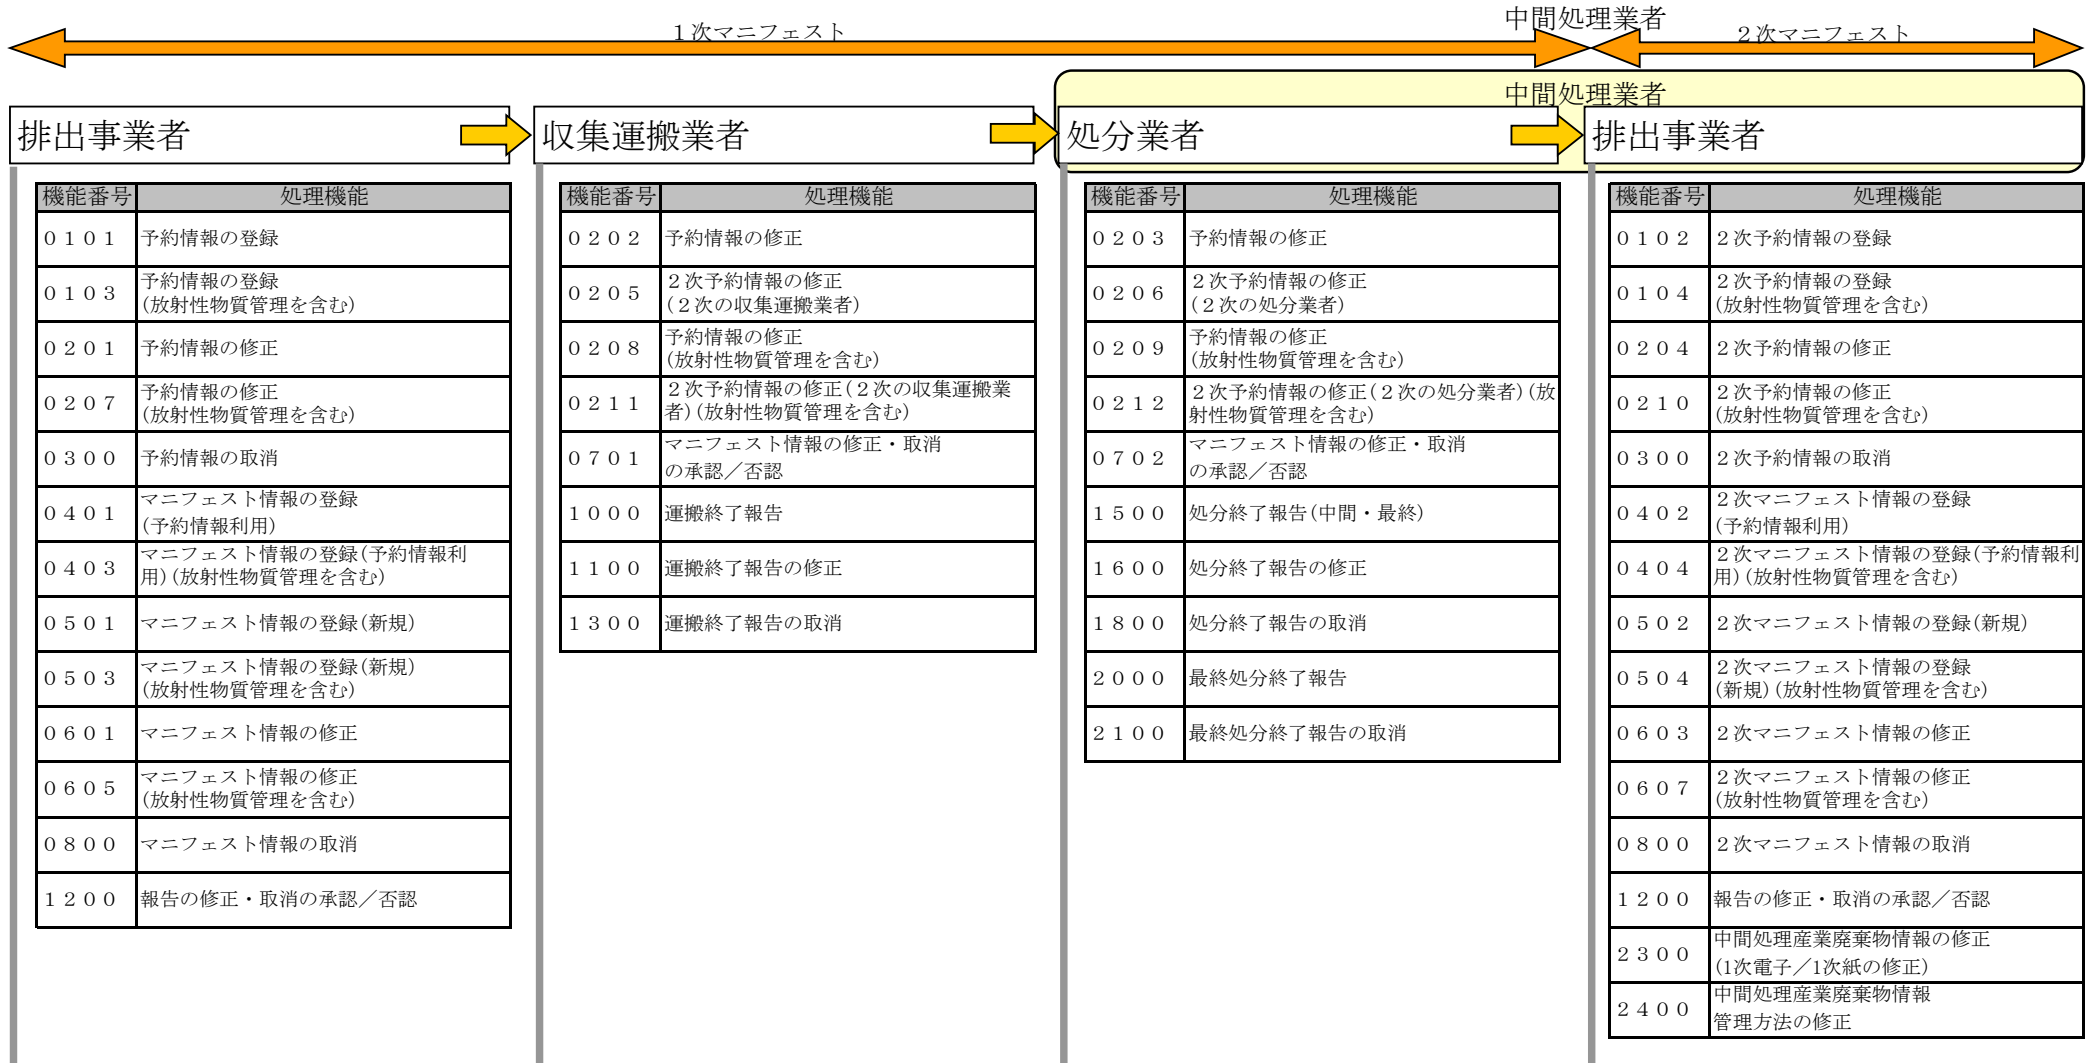 中間処理業者
１次マニフェスト
２次マニフェスト
中間処理業者
排出事業者
収集運搬業者
処分業者
排出事業者
機能番号 処理機能
０１０１ 予約情報の登録
０１０３ 予約情報の登録
(放射性物質管理を含む)
０２０１ 予約情報の修正
０２０７ 予約情報の修正
(放射性物質管理を含む)
０３００ 予約情報の取消
０４０１ マニフェスト情報の登録
(予約情報利用)
０４０３ マニフェスト情報の登録(予約情報利
用)(放射性物質管理を含む)
０５０１ マニフェスト情報の登録(新規)
０５０３ マニフェスト情報の登録(新規)
(放射性物質管理を含む)
０６０１ マニフェスト情報の修正
０６０５ マニフェスト情報の修正
(放射性物質管理を含む)
０８００ マニフェスト情報の取消
１２００ 報告の修正・取消の承認／否認
機能番号 処理機能
０２０２ 予約情報の修正
０２０５ ２次予約情報の修正
(２次の収集運搬業者)
０２０８ 予約情報の修正
(放射性物質管理を含む)
０２１１ ２次予約情報の修正(２次の収集運搬業
者)(放射性物質管理を含む)
０７０１ マニフェスト情報の修正・取消
の承認／否認
１０００ 運搬終了報告
１１００ 運搬終了報告の修正
１３００ 運搬終了報告の取消
機能番号 処理機能
０２０３ 予約情報の修正
０２０６ ２次予約情報の修正
(２次の処分業者)
０２０９ 予約情報の修正
(放射性物質管理を含む)
０２１２ ２次予約情報の修正(２次の処分業者)(放
射性物質管理を含む)
０７０２ マニフェスト情報の修正・取消
の承認／否認
１５００ 処分終了報告(中間・最終)
１６００ 処分終了報告の修正
１８００ 処分終了報告の取消
２０００ 最終処分終了報告
２１００ 最終処分終了報告の取消
機能番号 処理機能
０１０２ ２次予約情報の登録
０１０４ ２次予約情報の登録
(放射性物質管理を含む)
０２０４ ２次予約情報の修正
０２１０ ２次予約情報の修正
(放射性物質管理を含む)
０３００ ２次予約情報の取消
０４０２ ２次マニフェスト情報の登録
(予約情報利用)
０４０４ ２次マニフェスト情報の登録(予約情報利
用)(放射性物質管理を含む)
０５０２ ２次マニフェスト情報の登録(新規)
０５０４ ２次マニフェスト情報の登録
(新規)(放射性物質管理を含む)
０６０３ ２次マニフェスト情報の修正
０６０７ ２次マニフェスト情報の修正
(放射性物質管理を含む)
０８００ ２次マニフェスト情報の取消
１２００ 報告の修正・取消の承認／否認
２３００ 中間処理産業廃棄物情報の修正
(1次電子／1次紙の修正)
２４００ 中間処理産業廃棄物情報
管理方法の修正